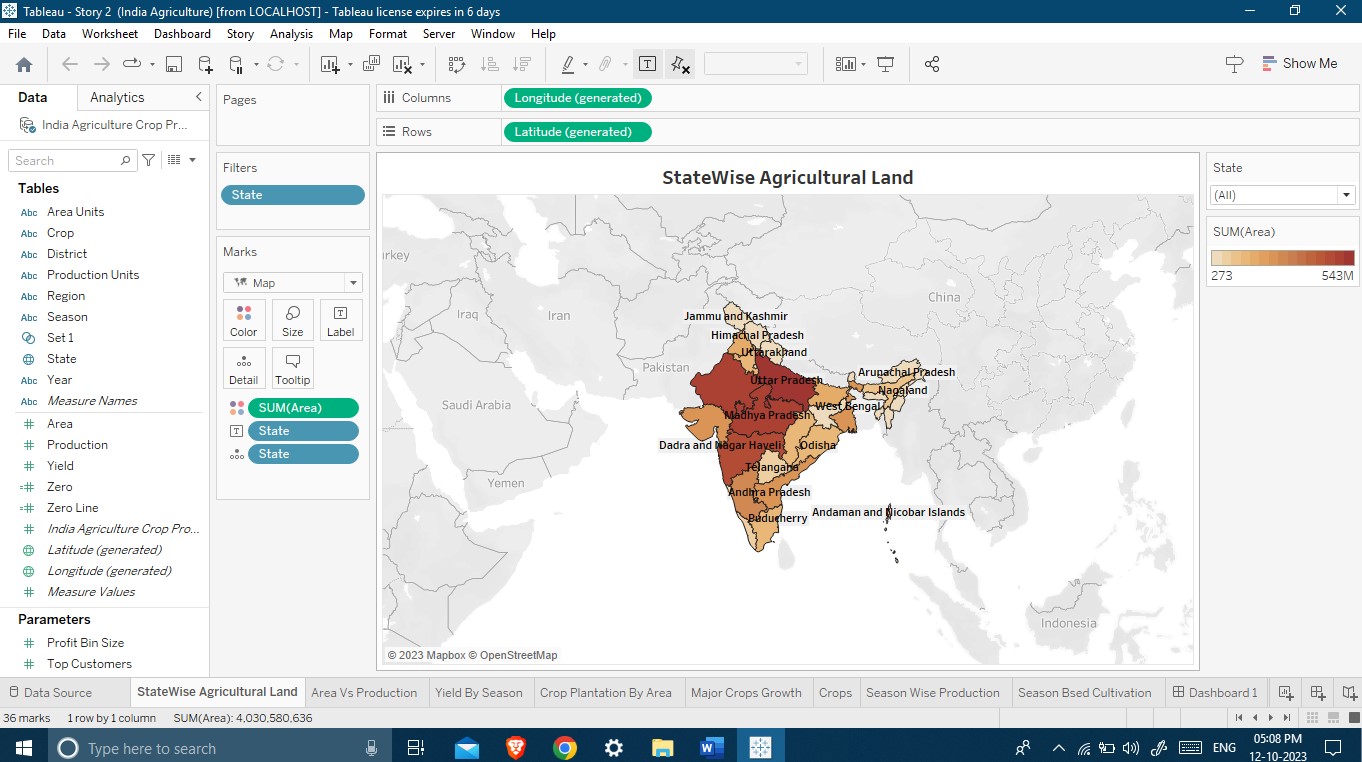 Tableau - Story 2  (India Agriculture) [from LOCALHOST] - Tableau license expires in 6 days
File Data Worksheet Dashboard Story Analysis Map Format Server Window Help
Show Me
Data Analytics
India Agriculture Crop Pr...
Search
Tables
Abc Area Units
Abc Crop
Abc District
Abc Production Units
Abc Region
Abc Season
Set 1
State
Abc Year
Abc Measure Names
# Area
# Production
# Yield
=# Zero
=# Zero Line
# India Agriculture Crop Pro...
Latitude (generated)
Longitude (generated)
# Measure Values
Parameters
# Profit Bin Size
# Top Customers
Pages
Filters
State
Marks
Map
Color Size Label
Detail Tooltip
SUM(Area)
State
State
Columns Longitude (generated)
Rows Latitude (generated)
StateWise Agricultural Land
urkey
Iraq
Iran
China
Pakistan
Saudi Arabia
Yemen
Indonesia
Jammu and Kashmir
Himachal Pradesh
Uttarakhand
Arunachal Pradesh
Uttar Pradesh
Nagaland
West Bengal
Madhya Pradesh
Dadra and Nagar Haveli
Odisha
Telangana
Andhra Pradesh
Andaman and Nicobar Islands
Puducherry
© 2023 Mapbox © OpenStreetMap
State
(All)
SUM(Area)
273 543M
Data Source StateWise Agricultural Land Area Vs Production Yield By Season Crop Plantation By Area Major Crops Growth Crops Season Wise Production Season Bsed Cultivation Dashboard 1
36 marks 1 row by 1 column SUM(Area): 4,030,580,636
Type here to search
ENG
05:08 PM
12-10-2023